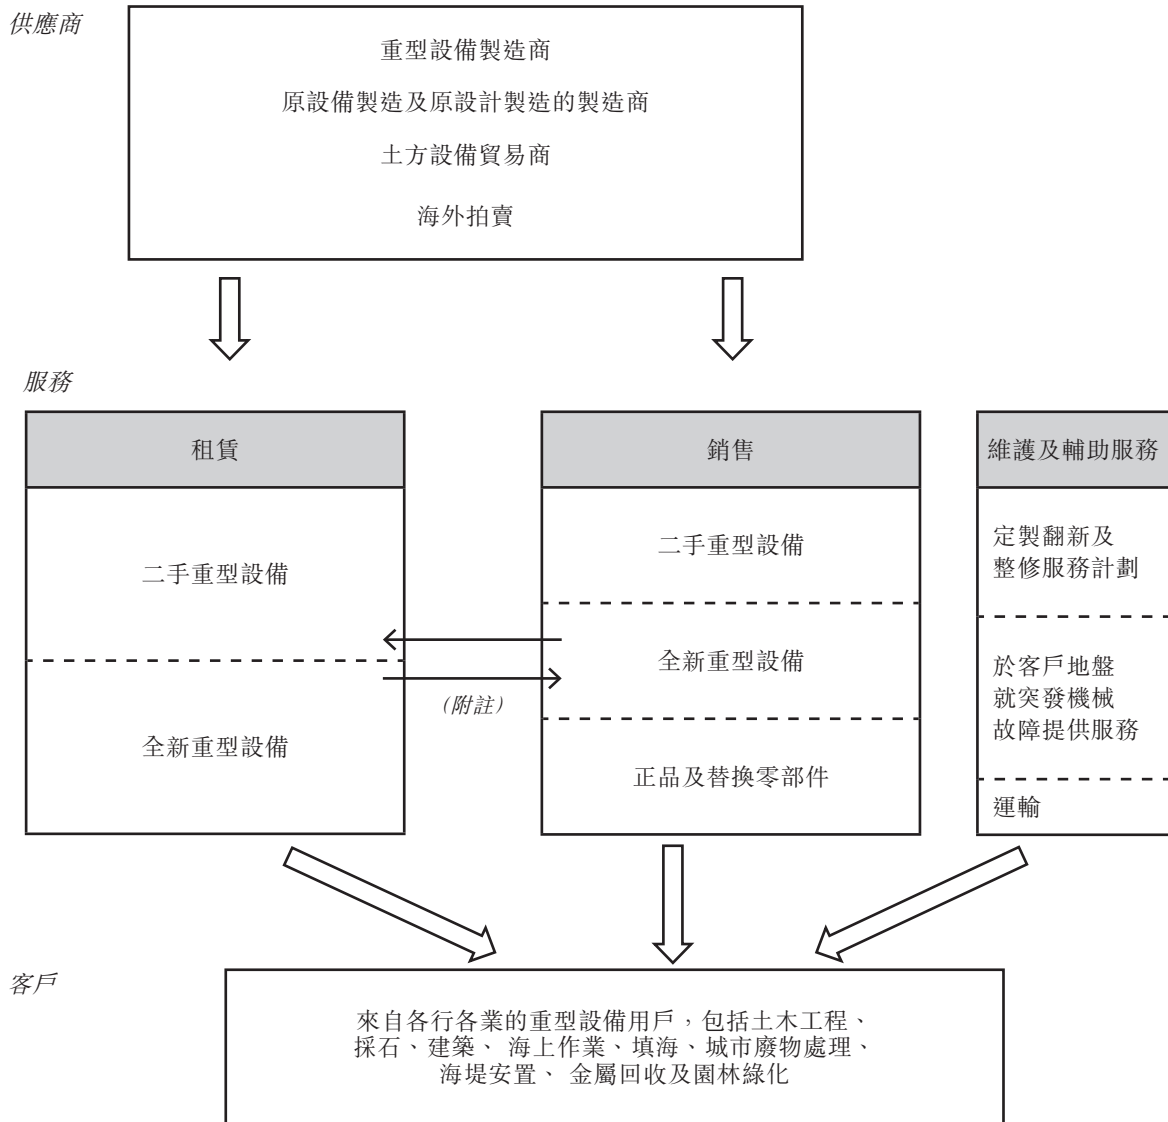 供應商
重型設備製造商
原設備製造及原設計製造的製造商
土方設備貿易商
海外拍賣
服務
租賃
二手重型設備
全新重型設備
(附註)
銷售
二手重型設備
全新重型設備
正品及替換零部件
維護及輔助服務
定製翻新及
整修服務計劃
於客戶地盤
就突發機械
故障提供服務
運輸
客戶
來自各行各業的重型設備用戶，包括土木工程、
採石、建築、 海上作業、填海、城市廢物處理、
海堤安置、 金屬回收及園林綠化